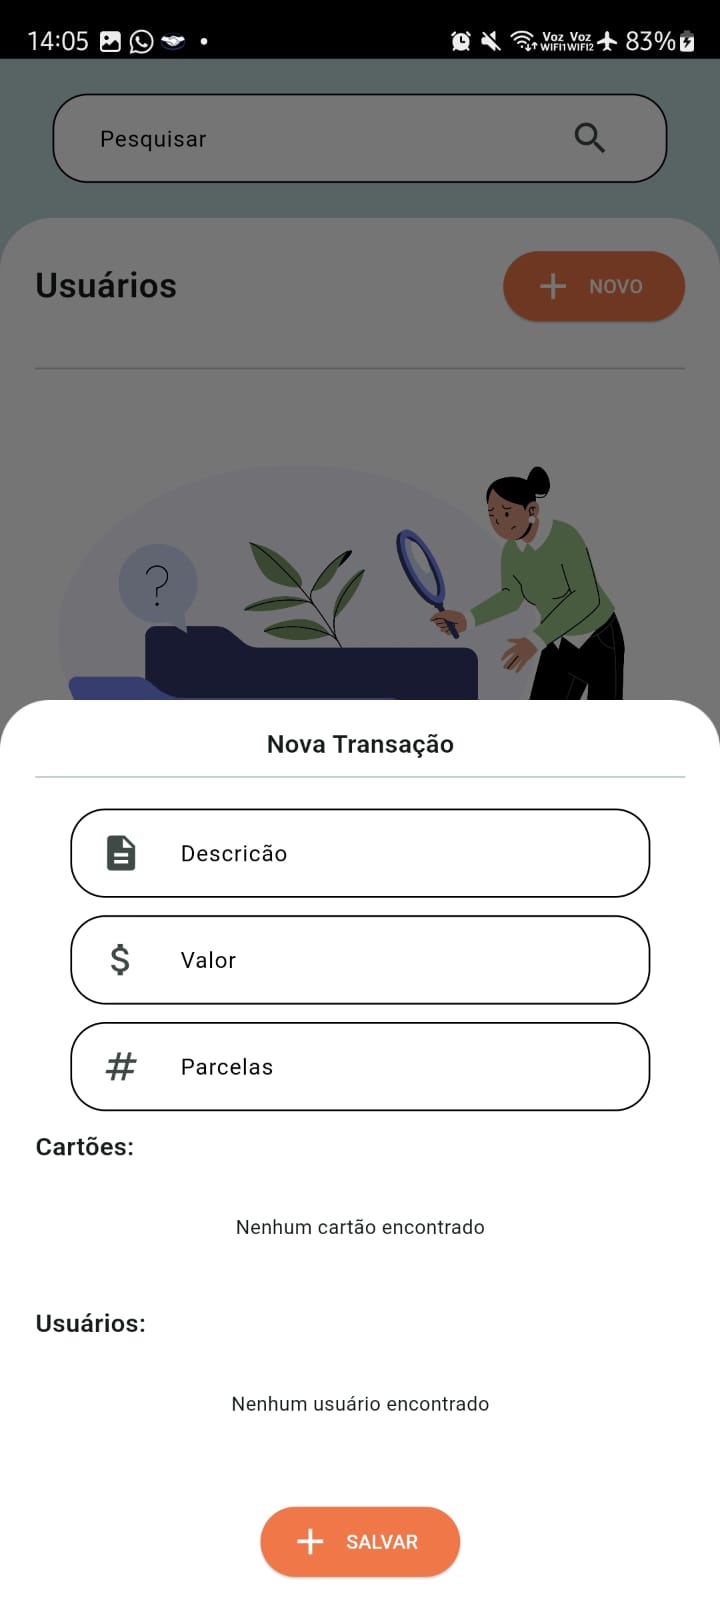 14:05
Voz Voz
WIFI1 WIFI2
83%
Pesquisar
Usuários
NOVO
?
Nova Transação
Descricão
$ Valor
# Parcelas
Cartões:
Nenhum cartão encontrado
Usuários:
Nenhum usuário encontrado
SALVAR